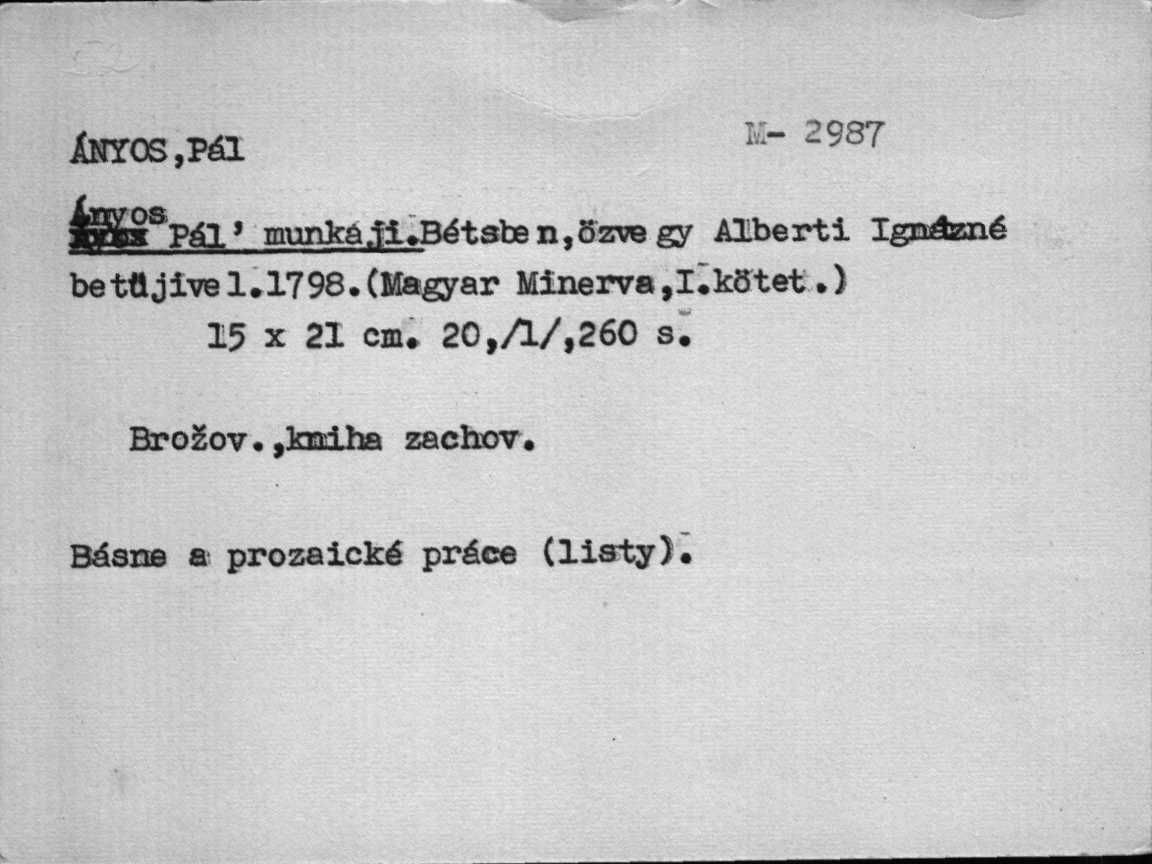 M- 2987
ÁNYOS,Pál
Ányos
Pál' munkáji.Bétsben,özvegy Alberti Ignázné
betűjivel.1798.(Magyar Minerva,I.kötet.)
15 x 21 cm. 20,/1/,260 s.
Brožov.,kniha zachov.
Básne a prozaické práce (listy).